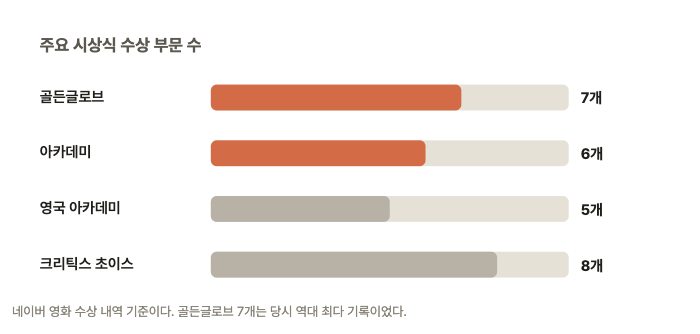 주요 시상식 수상 부문 수
골든글로브 7개
아카데미 6개
영국 아카데미 5개
크리틱스 초이스 8개
네이버 영화 수상 내역 기준이다. 골든글로브 7개는 당시 역대 최다 기록이었다.